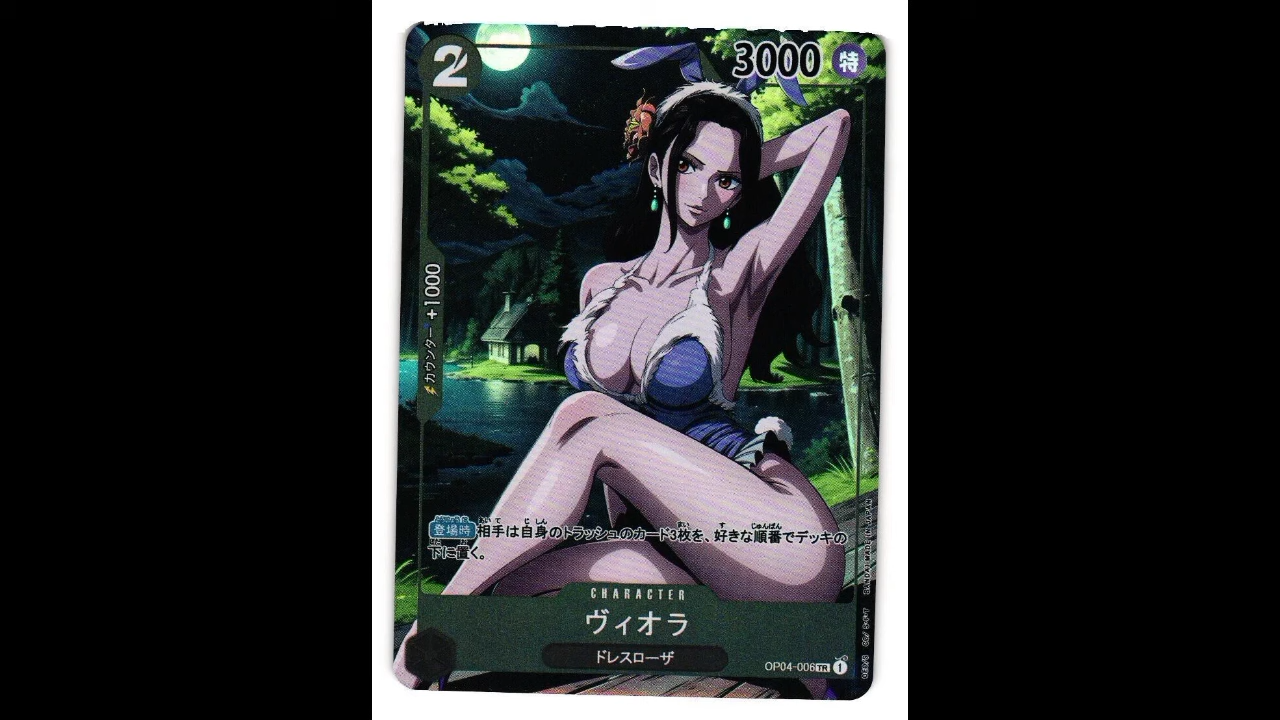 2
3000 特
カウンター +1000
登場時 相手は自身のトラッシュのカード3枚を、好きな順番でデッキの
下に置く。
CHARACTER
ヴィオラ
ドレスローザ
OP04-006 TR 1